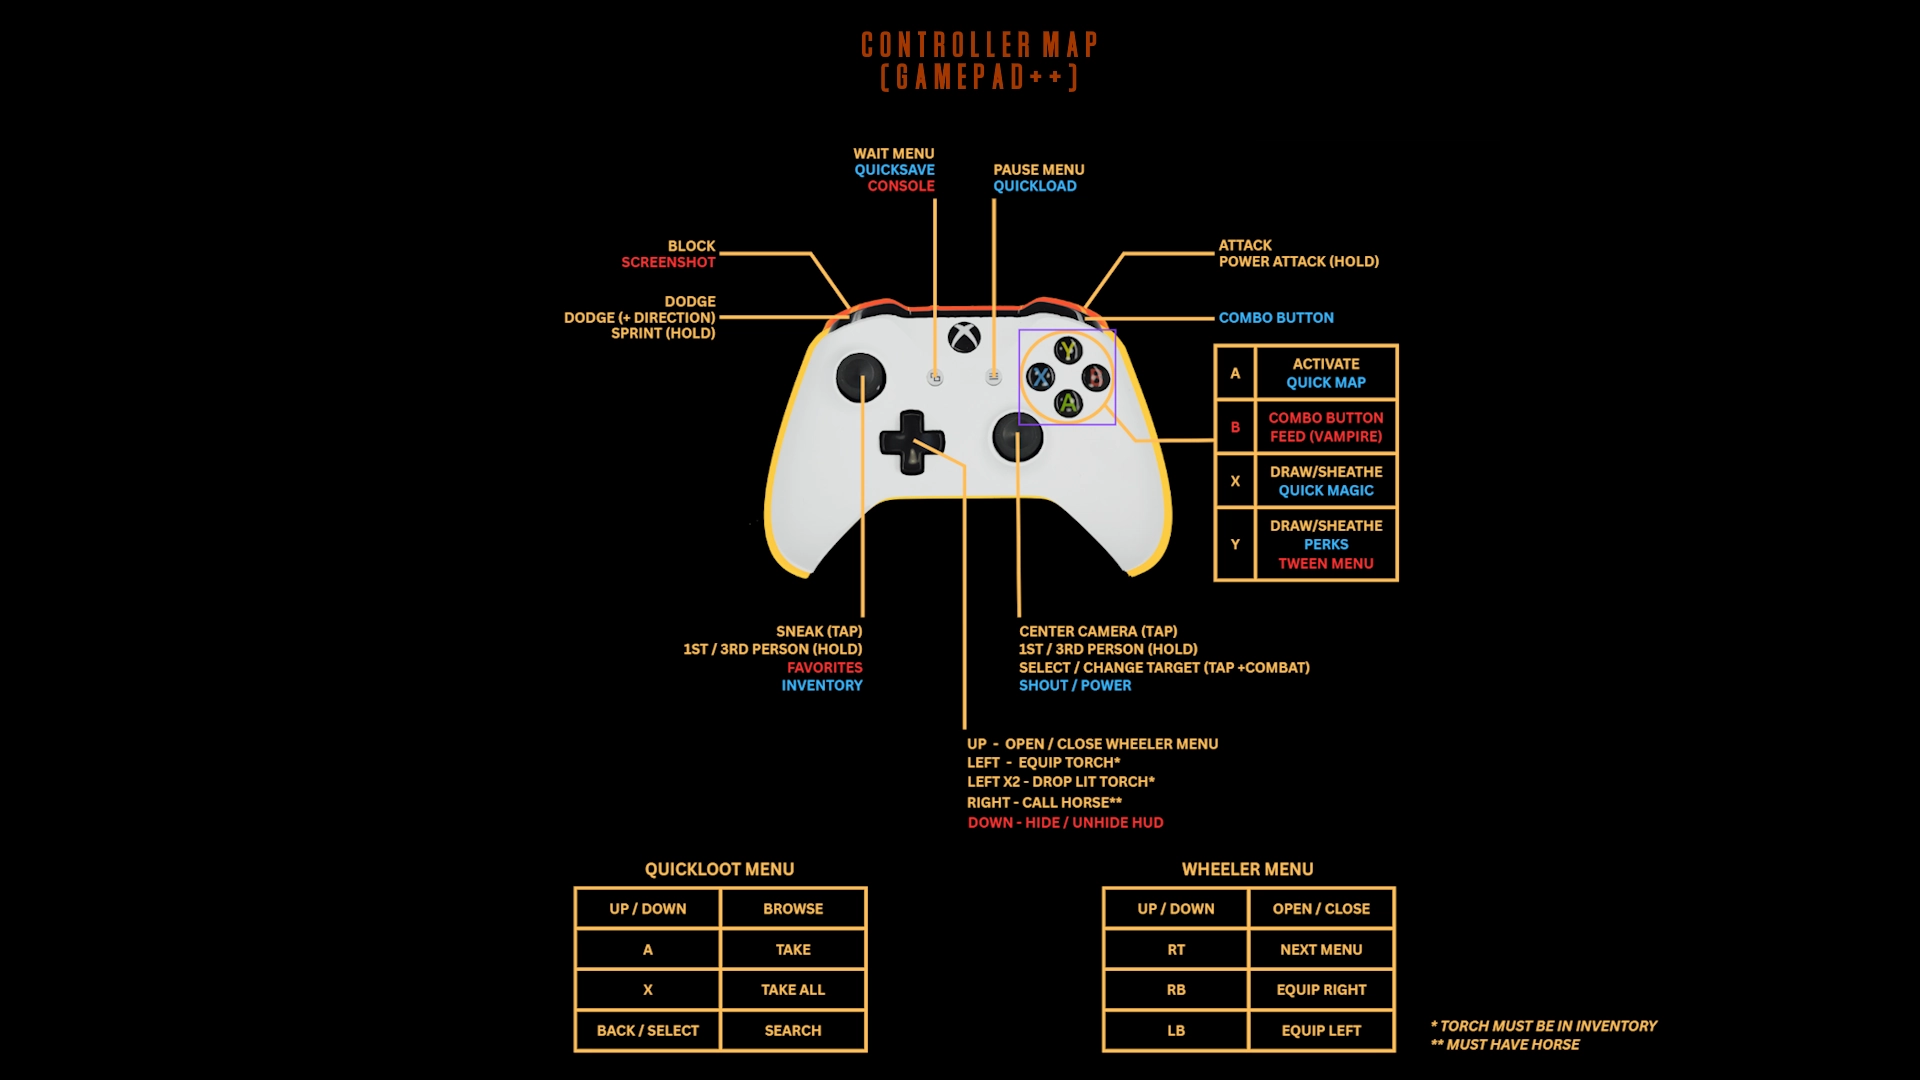 CONTROLLER MAP
(GAMEPAD++)
WAIT MENU
QUICKSAVE
CONSOLE
PAUSE MENU
QUICKLOAD
BLOCK
SCREENSHOT
ATTACK
POWER ATTACK (HOLD)
DODGE
DODGE (+ DIRECTION)
SPRINT (HOLD)
COMBO BUTTON
Y
X
B
A
A
ACTIVATE
QUICK MAP
B
COMBO BUTTON
FEED (VAMPIRE)
X
DRAW/SHEATHE
QUICK MAGIC
Y
DRAW/SHEATHE
PERKS
TWEEN MENU
SNEAK (TAP)
1ST / 3RD PERSON (HOLD)
FAVORITES
INVENTORY
CENTER CAMERA (TAP)
1ST / 3RD PERSON (HOLD)
SELECT / CHANGE TARGET (TAP +COMBAT)
SHOUT / POWER
UP - OPEN / CLOSE WHEELER MENU
LEFT - EQUIP TORCH*
LEFT X2 - DROP LIT TORCH*
RIGHT - CALL HORSE**
DOWN - HIDE / UNHIDE HUD
QUICKLOOT MENU
UP / DOWN BROWSE
A TAKE
X TAKE ALL
BACK / SELECT SEARCH
WHEELER MENU
UP / DOWN OPEN / CLOSE
RT NEXT MENU
RB EQUIP RIGHT
LB EQUIP LEFT
* TORCH MUST BE IN INVENTORY
** MUST HAVE HORSE